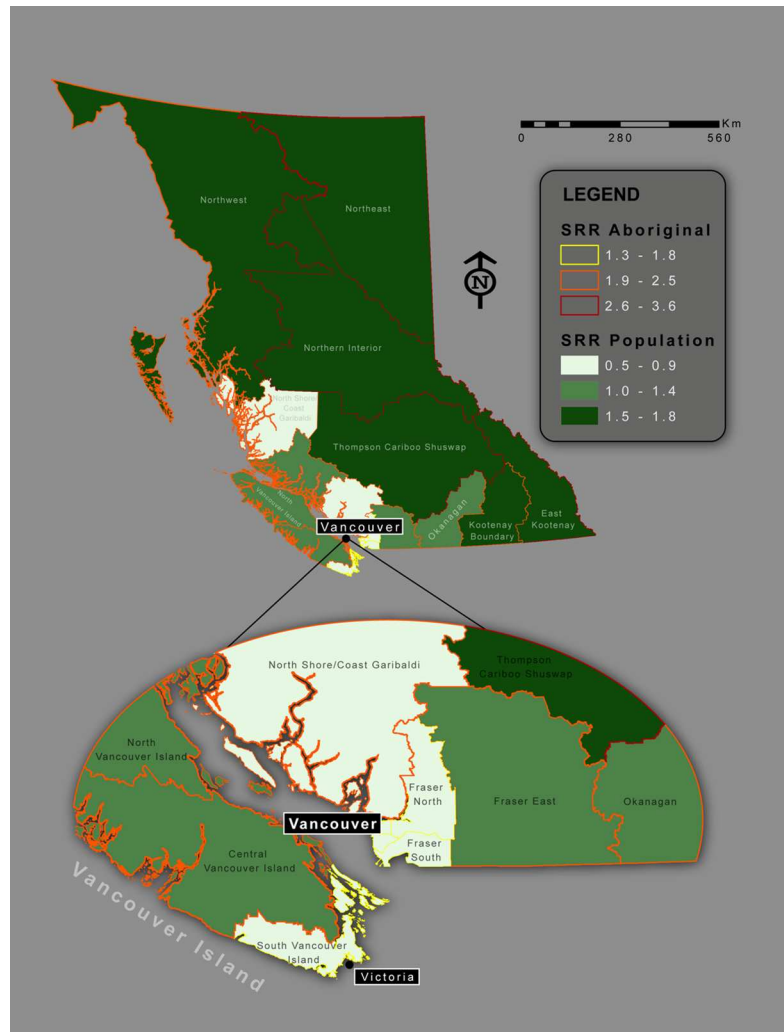 Km
0 280 560
LEGEND
SRR Aboriginal
1.3 - 1.8
1.9 - 2.5
2.6 - 3.6
SRR Population
0.5 - 0.9
1.0 - 1.4
1.5 - 1.8
N
Northwest
Northeast
Northern Interior
North Shore
Coast
Garibaldi
Thompson Cariboo Shuswap
North
Vancouver Island
Vancouver
Okanagan
Kootenay
Boundary
East
Kootenay
North Shore/Coast Garibaldi
Thompson
Cariboo Shuswap
North
Vancouver Island
Fraser
North
Fraser East
Okanagan
Vancouver
Fraser
South
Central
Vancouver Island
Vancouver Island
South Vancouver
Island
Victoria